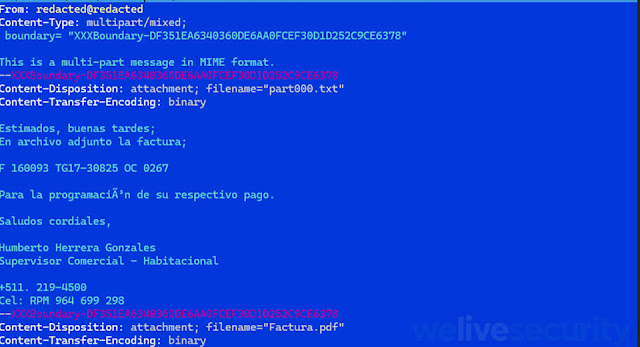 From: redacted@redacted
Content-Type: multipart/mixed;
boundary= "XXXBoundary-DF351EA6340360DE6AA0FCEF30D1D252C9CE6378"
This is a multi-part message in MIME format.
--XXXBoundary-DF351EA6340360DE6AA0FCEF30D1D252C9CE6378
Content-Disposition: attachment; filename="part000.txt"
Content-Transfer-Encoding: binary
Estimados, buenas tardes;
En archivo adjunto la factura;
F 160093 TG17-30825 OC 0267
Para la programaciÃ³n de su respectivo pago.
Saludos cordiales,
Humberto Herrera Gonzales
Supervisor Comercial - Habitacional
+511. 219-4500
Cel: RPM 964 699 298
--XXXBoundary-DF351EA6340360DE6AA0FCEF30D1D252C9CE6378
Content-Disposition: attachment; filename="Factura.pdf"
Content-Transfer-Encoding: binary
welivesecurity